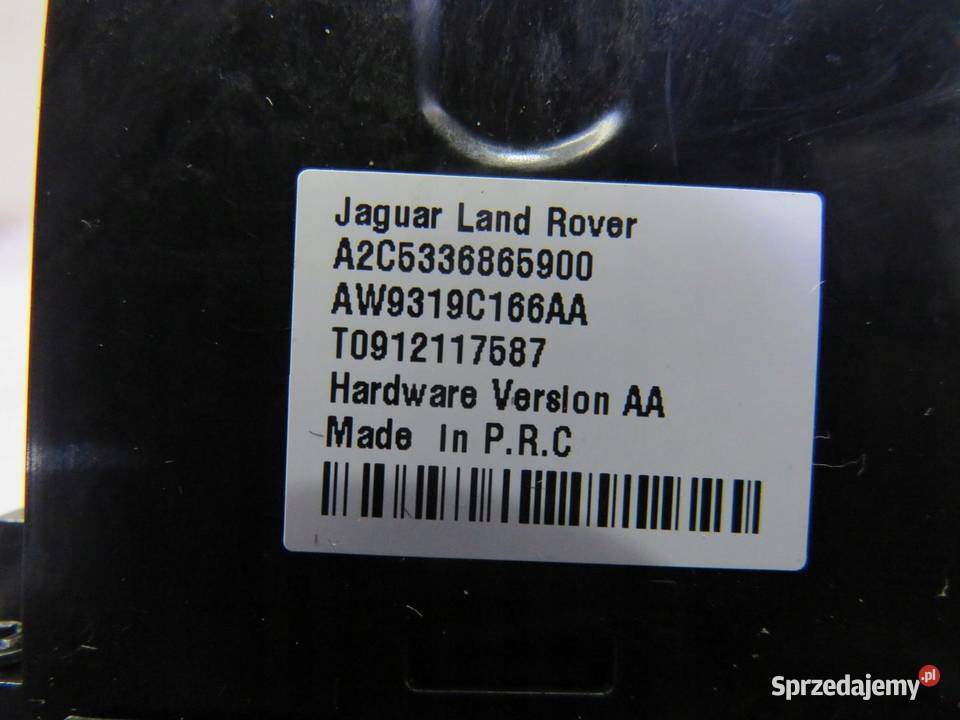 Jaguar Land Rover
A2C5336865900
AW9319C166AA
T0912117587
Hardware Version AA
Made in P.R.C
Sprzedajemy.pl